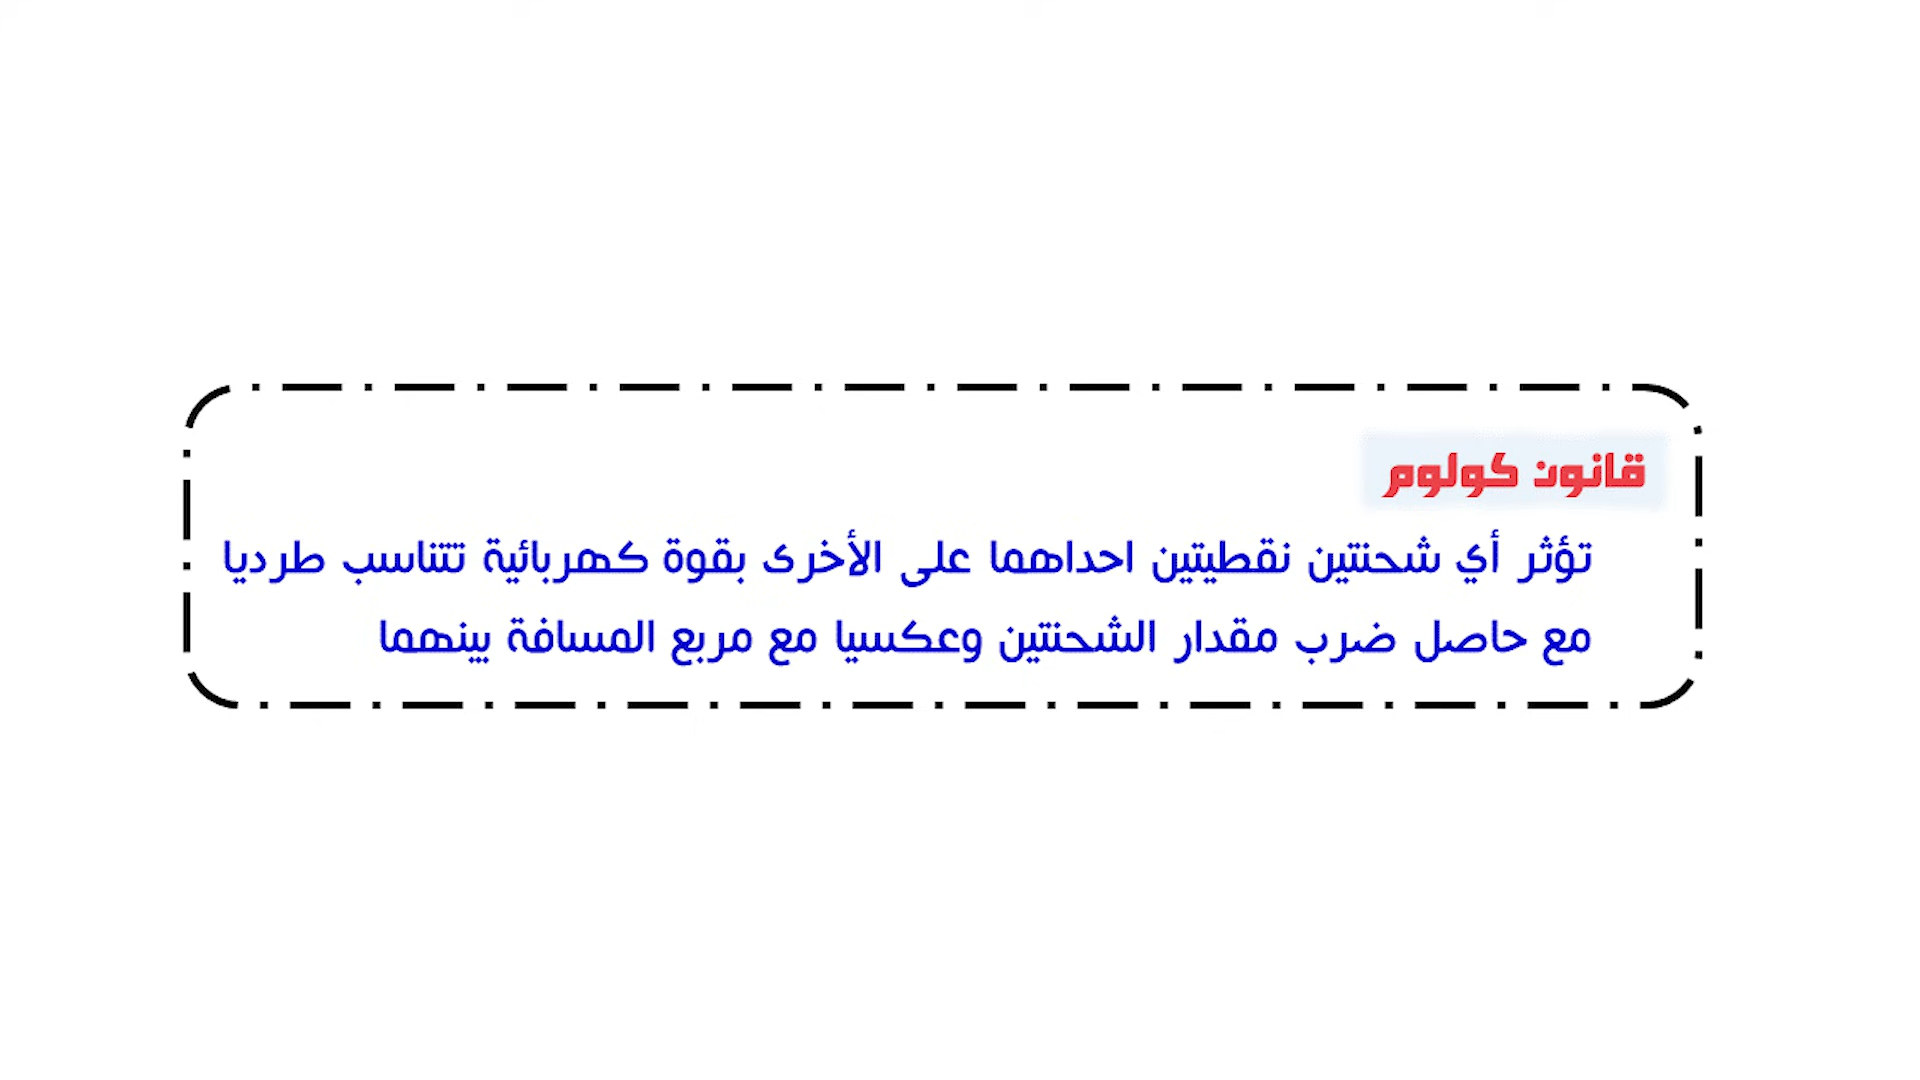 قانون كولوم
تؤثر أي شحنتين نقطيتين احداهما على الأخرى بقوة كهربائية تتناسب طرديا
مع حاصل ضرب مقدار الشحنتين وعكسيا مع مربع المسافة بينهما